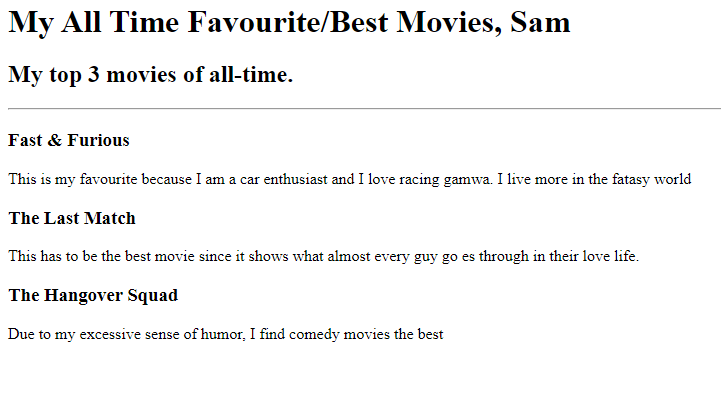 My All Time Favourite/Best Movies, Sam
My top 3 movies of all-time.
Fast & Furious
This is my favourite because I am a car enthusiast and I love racing gamwa. I live more in the fatasy world
The Last Match
This has to be the best movie since it shows what almost every guy go es through in their love life.
The Hangover Squad
Due to my excessive sense of humor, I find comedy movies the best